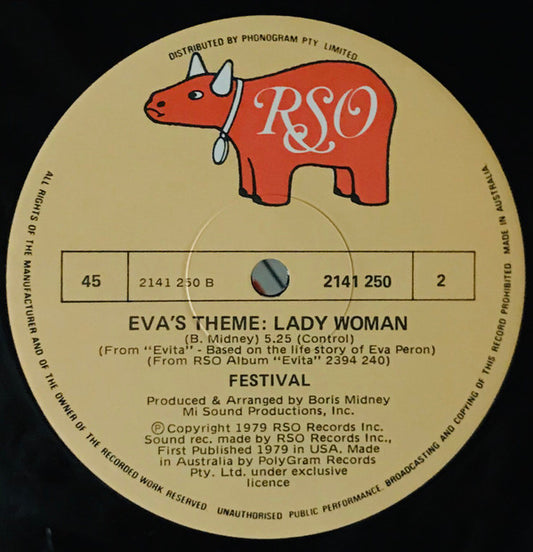 DISTRIBUTED BY PHONOGRAM PTY LIMITED
RSO
45
2141 250 B
2141 250
2
EVA'S THEME: LADY WOMAN
(B. Midney) 5.25 (Control)
(From "Evita" - Based on the life story of Eva Peron)
(From RSO Album "Evita" 2394 240)
FESTIVAL
Produced & Arranged by Boris Midney
Mi Sound Productions, Inc.
Ⓟ Copyright 1979 RSO Records Inc.
Sound rec. made by RSO Records Inc.,
First Published 1979 in USA. Made
in Australia by PolyGram Records
Pty. Ltd. under exclusive
licence
ALL RIGHTS OF THE MANUFACTURER AND OF THE OWNER OF THE RECORDED WORK RESERVED UNAUTHORISED PUBLIC PERFORMANCE, BROADCASTING AND COPYING OF THIS RECORD PROHIBITED MADE IN AUSTRALIA.